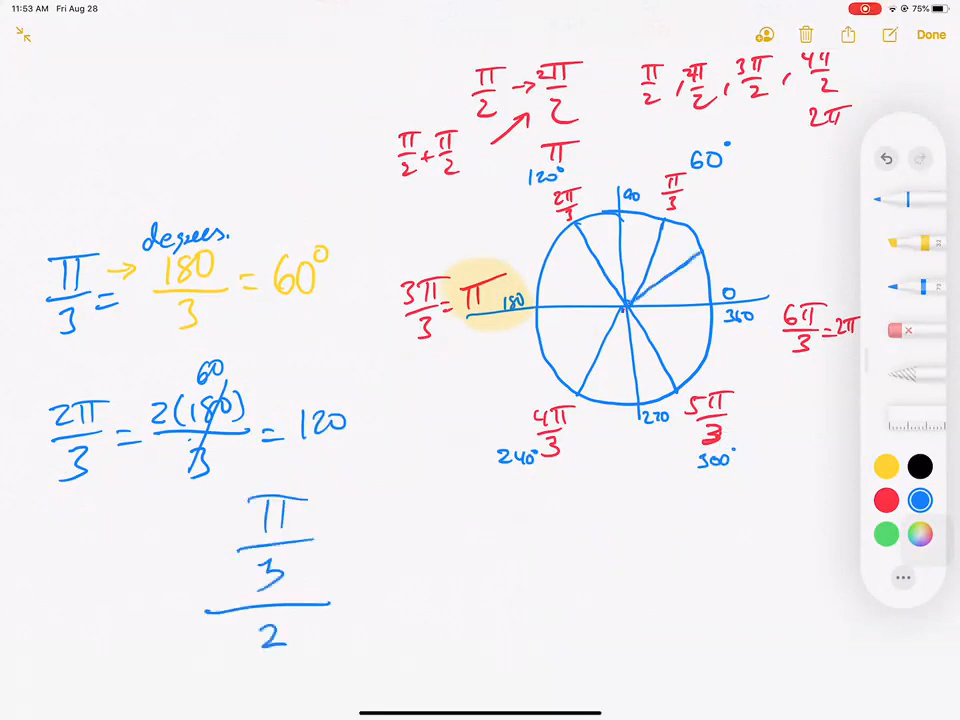 11:53 AM Fri Aug 28
75%
Done
π/2 → 2π/2
π/2 + π/2
π
π/2, 2π/2, 3π/2, 4π/2
2π
120°
2π/3
90
π/3
60°
degrees.
π/3 = → 180/3 = 60°
3π/3 = π
180
0
360
6π/3 = 2π
2π/3 = 2(180)/3 = 120
60
4π/3
240°
270
5π/3
300°
π
3
2